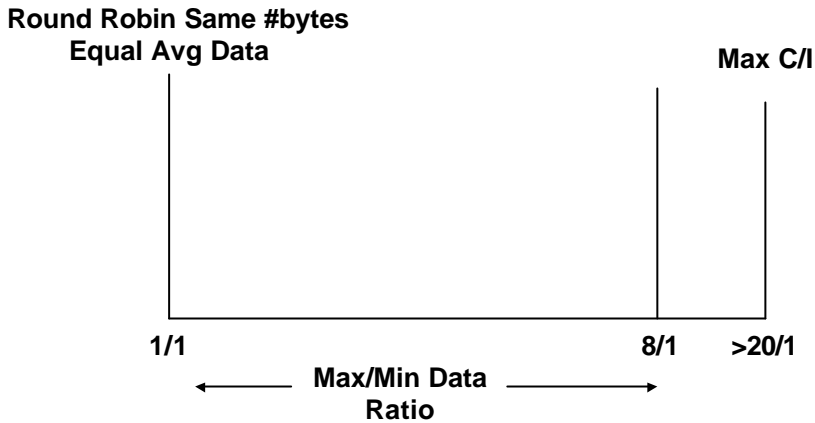 Round Robin Same #bytes
Equal Avg Data
Max C/I
1/1
8/1
>20/1
Max/Min Data
Ratio